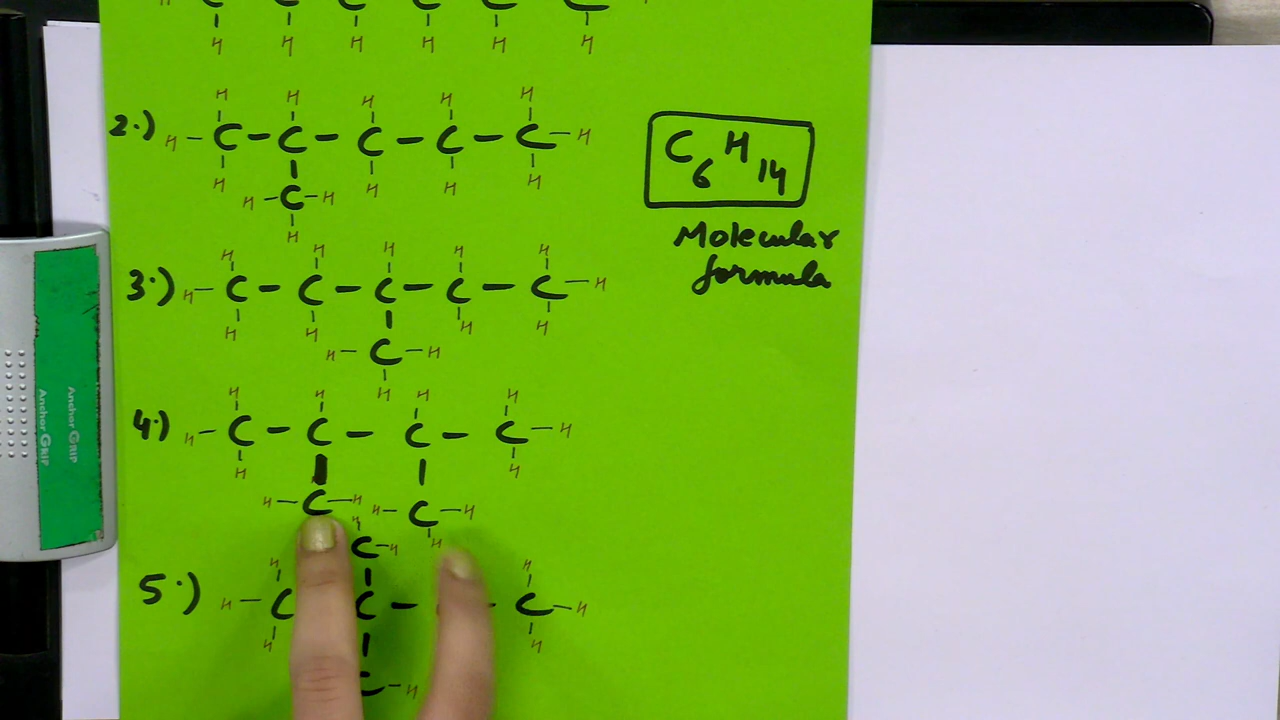 H H H H H H
2.) H H H H H
H – C – C – C – C – C – H
H H H H
H – C – H
H
C6H14
Molecular
formula
3.) H H H H H
H – C – C – C – C – C – H
H H H H
H – C – H
H
4.) H H H H
H – C – C – C – C – H
H H
H – C – H H – C – H
H
5.) H
C – H
H H
H – C C – – C – H
H H
C – H
Anchor GRIP
Anchor GRIP